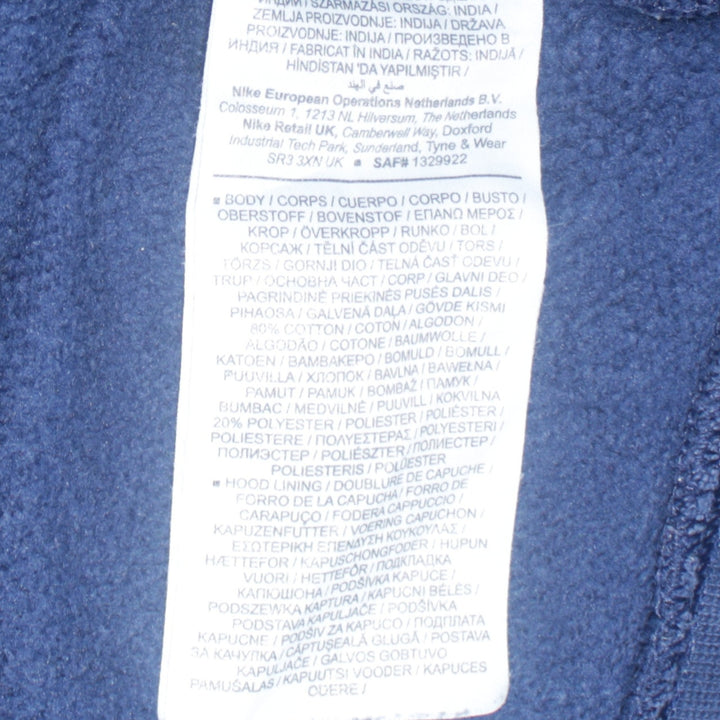 ИНДИЯ / SZÁRMAZÁSI ORSZÁG: INDIA /
ZEMLJA PROIZVODNJE: INDIJA / DRŽAVA
PROIZVODNJE: INDIJA / ПРОИЗВЕДЕНО В
ИНДИЯ / FABRICAT ÎN INDIA / RAŽOTS: INDIJĀ /
HİNDİSTAN 'DA YAPILMIŞTIR /
صنع في الهند
Nike European Operations Netherlands B.V.
Colosseum 1, 1213 NL Hilversum, The Netherlands
Nike Retail UK, Camberwell Way, Doxford
Industrial Tech Park, Sunderland, Tyne & Wear
SR3 3XN UK ■ SAF# 1329922
■ BODY / CORPS / CUERPO / CORPO / BUSTO /
OBERSTOFF / BOVENSTOF / ΕΠΑΝΩ ΜΕΡΟΣ /
KROP / ÖVERKROPP / RUNKO / BOL /
КОРСАЖ / TĚLNÍ ČÁST ODĚVU / TORS /
TÖRZS / GORNJI DIO / TELNÁ ČASŤ ODEVU /
TRUP / ОСНОВНА ЧАСТ / CORP / GLAVNI DEO /
PAGRINDINĖ PRIEKINĖS PUSĖS DALIS /
PIHAOSA / GALVENĀ DAĻA / GÖVDE KISMI
80% COTTON / COTON / ALGODÓN /
ALGODÃO / COTONE / BAUMWOLLE /
KATOEN / ΒΑΜΒΑΚΕΡΟ / BOMULD / BOMULL /
PUUVILLA / ХЛОПОК / BAVLNA / BAWEŁNA /
PAMUT / PAMUK / BOMBAŽ / ПАМУК /
BUMBAC / MEDVILNĖ / PUUVILL / KOKVILNA
20% POLYESTER / POLIESTER / POLIÉSTER /
POLIESTERE / ΠΟΛΥΕΣΤΕΡΑΣ / POLYESTERI /
ПОЛИЭСТЕР / POLIÉSZTER / ПОЛИЕСТЕР /
POLIESTERIS / POLÜESTER
■ HOOD LINING / DOUBLURE DE CAPUCHE /
FORRO DE LA CAPUCHA / FORRO DE
CARAPUÇO / FODERA CAPPUCCIO /
KAPUZENFUTTER / VOERING CAPUCHON /
ΕΣΩΤΕΡΙΚΗ ΕΠΕΝΔΥΣΗ ΚΟΥΚΟΥΛΑΣ /
HÆTTEFOR / KAPUSCHONGFODER / HUPUN
VUORI / HETTEFÔR / ПОДКЛАДКА
КАПЮШОНА / PODŠÍVKA KAPUCE /
PODSZEWKA KAPTURA / KAPUCNI BÉLÉS /
PODSTAVA KAPULJAČE / PODŠÍVKA
KAPUCNE / PODŠIV ZA KAPUCO / ПОДПЛАТА
ЗА КАЧУЛКА / CĂPTUŞEALĂ GLUGĂ / POSTAVA
KAPULJAČE / GALVOS GOBTUVO
PAMUŠALAS / KAPUUTSI VOODER / KAPUCES
ODERE /